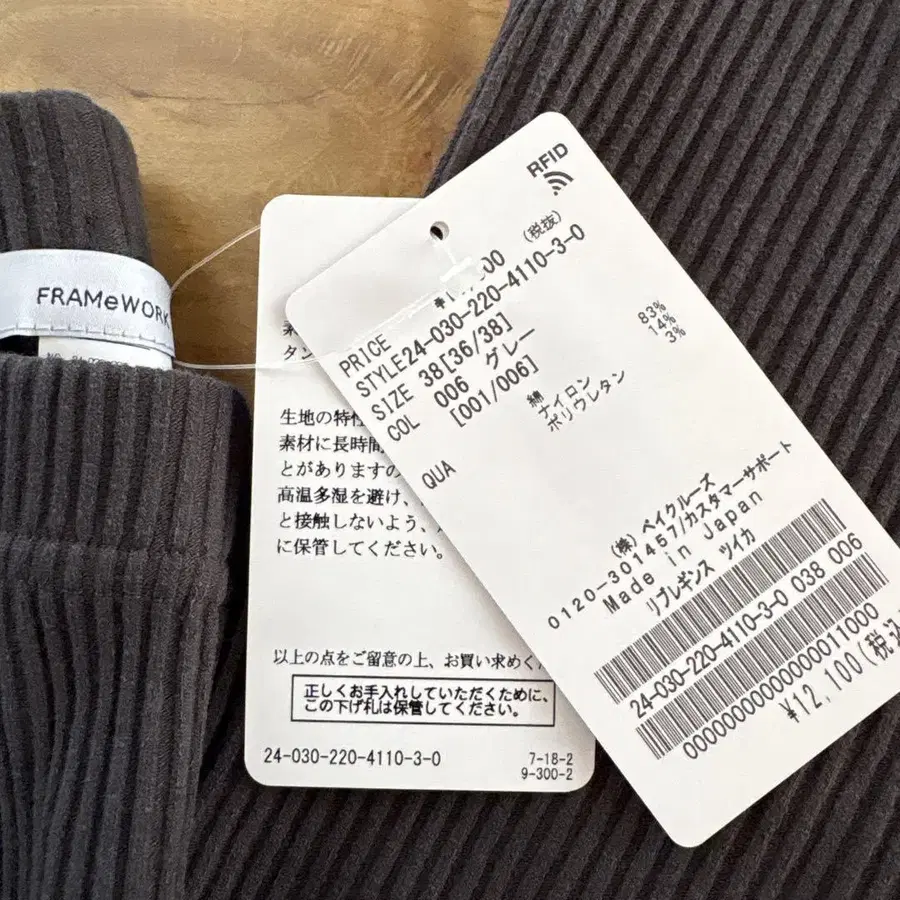 FRAMeWORK
生地の特性
素材に長時間
とがありますの
高温多湿を避け、
と接触しないよう、
に保管してください。
以上の点をご留意の上、お買い求めく
正しくお手入れしていただくために、
この下げ札は保管してください。
24-030-220-4110-3-0
7-18-2
9-300-2
RFID
PRICE (税抜)
STYLE 24-030-220-4110-3-0
SIZE 38[36/38]
COL 006 グレー
[001/006]
綿 83%
ナイロン 14%
ポリウレタン 3%
QUA
(株) ベイクルーズ
0120-301457/カスタマーサポート
Made in Japan
リブレギンス ツイカ
24-030-220-4110-3-0 038 006
00000000000000011000
¥12,100(税込